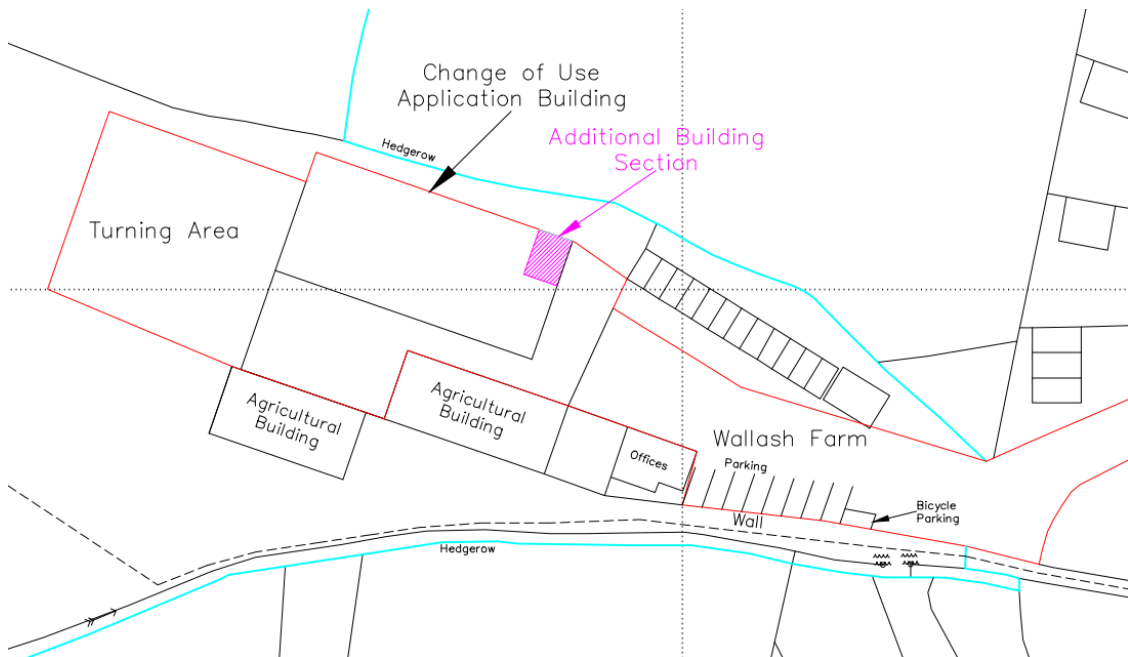 Change of Use
Application Building
Hedgerow
Additional Building
Section
Turning Area
Agricultural
Building
Agricultural
Building
Offices
Wallash Farm
Parking
Bicycle
Parking
Wall
Hedgerow